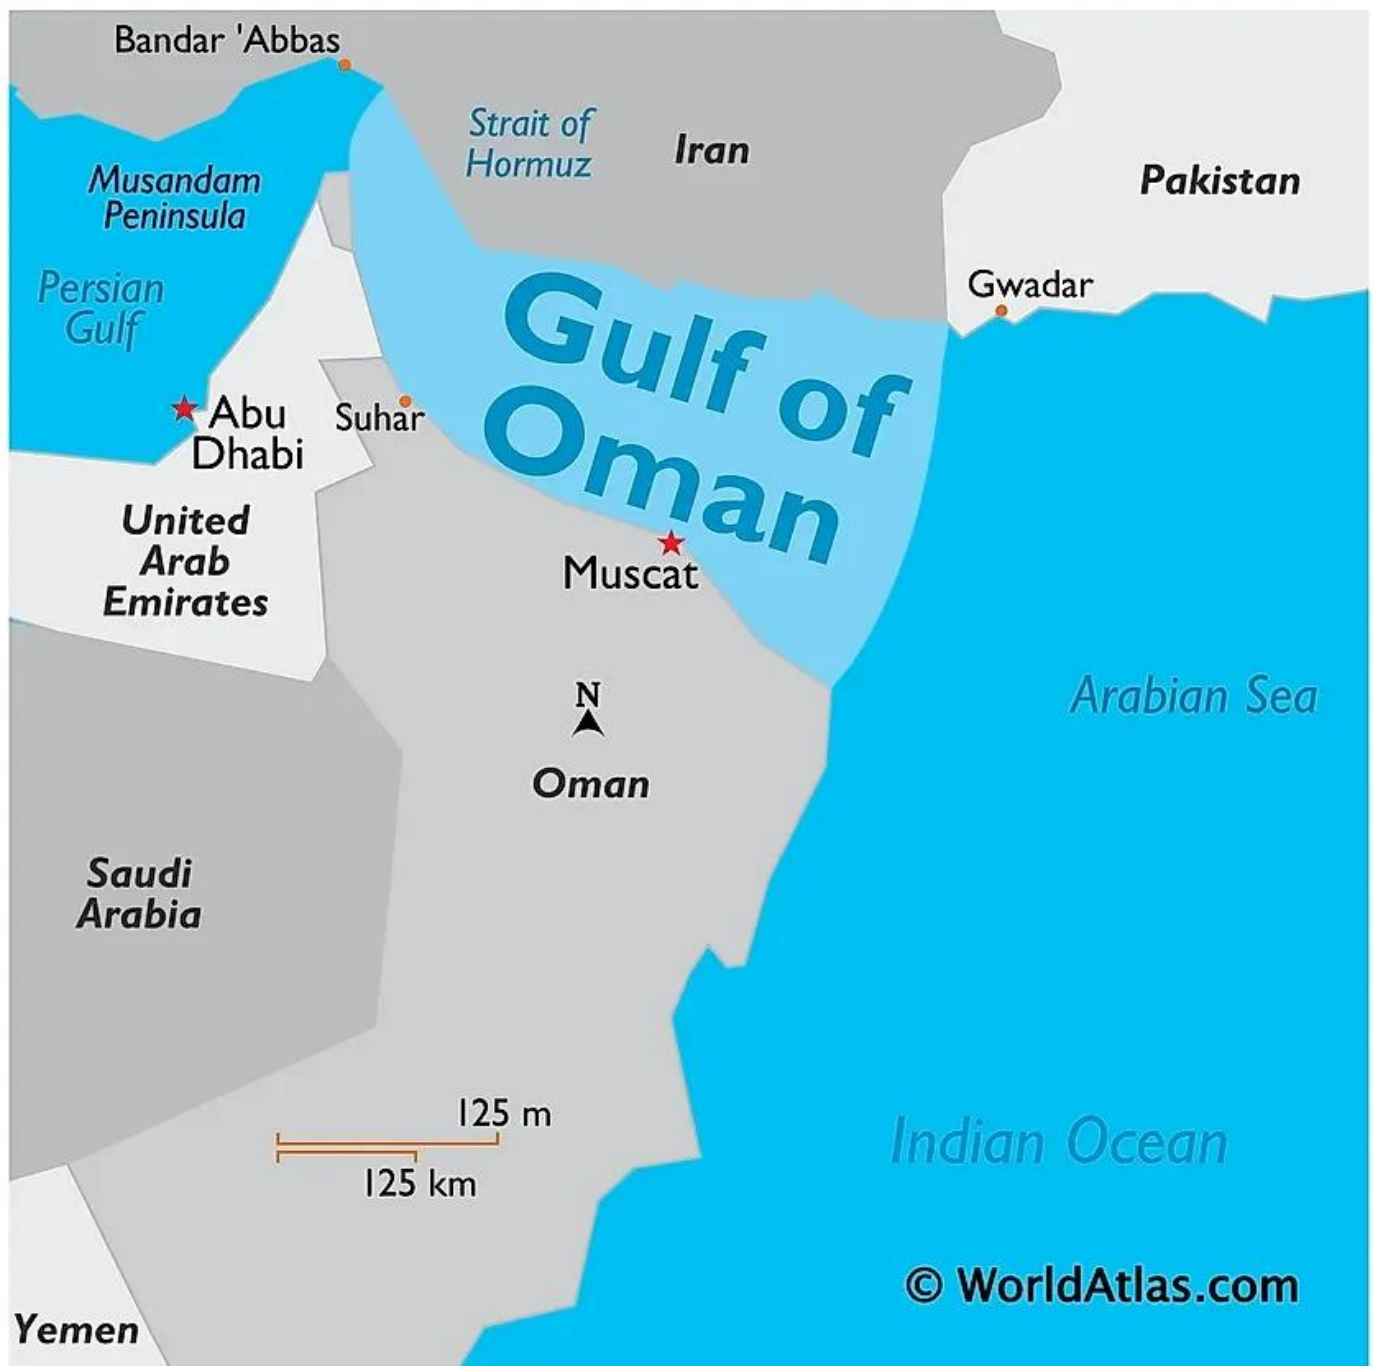 Bandar 'Abbas
Strait of
Hormuz
Iran
Pakistan
Musandam
Peninsula
Persian
Gulf
Gwadar
Gulf of
Oman
Abu
Dhabi
Suhar
United
Arab
Emirates
Muscat
N
Oman
Arabian Sea
Saudi
Arabia
125 m
125 km
Indian Ocean
© WorldAtlas.com
Yemen